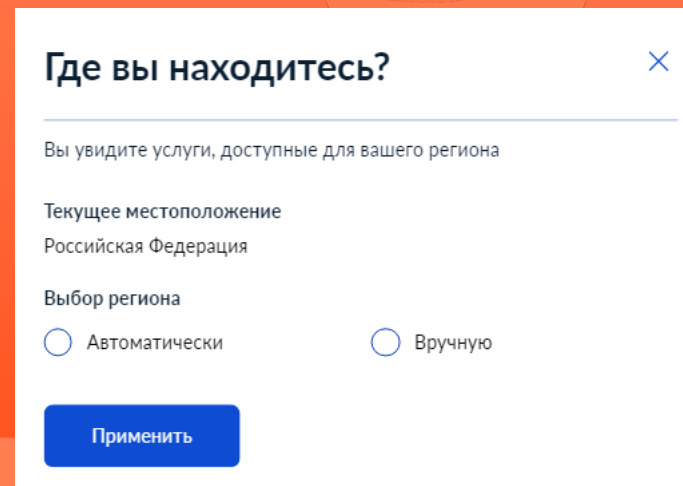 Где вы находитесь?
Вы увидите услуги, доступные для вашего региона
Текущее местоположение
Российская Федерация
Выбор региона
Автоматически
Вручную
Применить